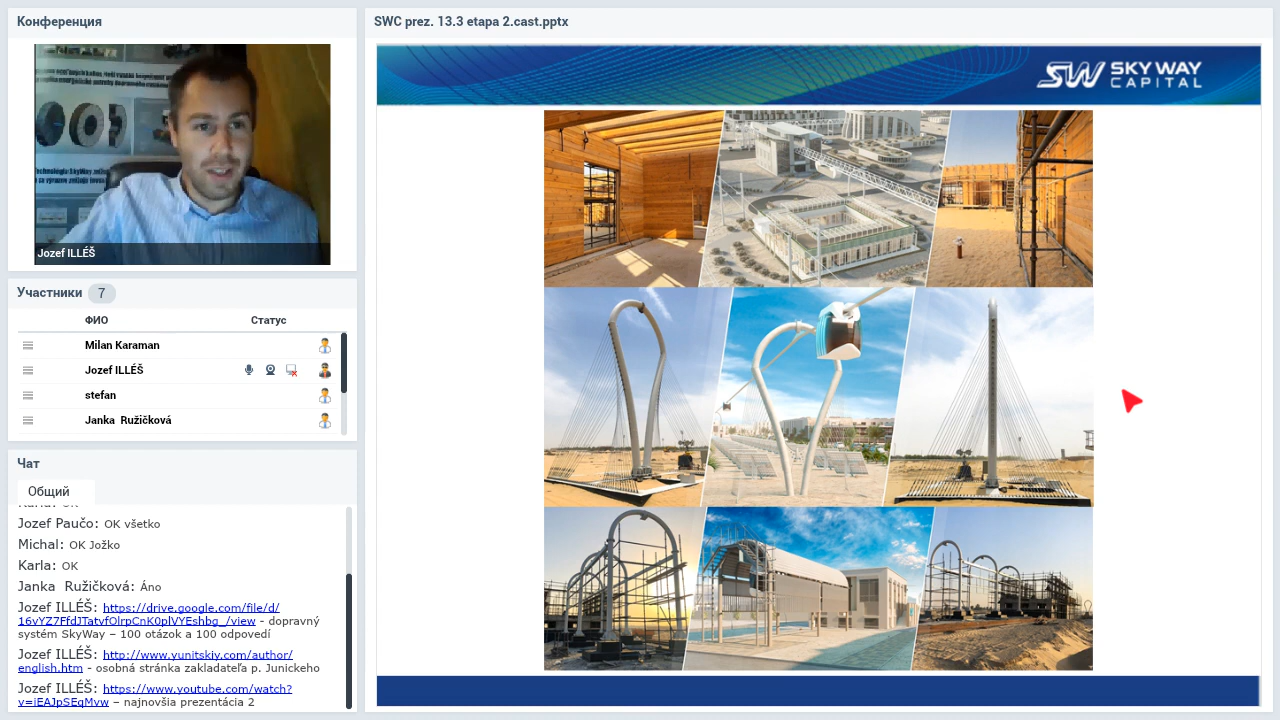 Конференция
Jozef ILLÉŠ
Участники 7
ФИО Статус
Milan Karaman
Jozef ILLÉŠ
stefan
Janka Ružičková
Чат
Общий
Karla: OK
Jozef Paučo: OK všetko
Michal: OK Jožko
Karla: OK
Janka Ružičková: Áno
Jozef ILLÉŠ: https://drive.google.com/file/d/
16vYZ7FfdJTatvfOlrpCnK0plVYEshbg_/view - dopravný
systém SkyWay – 100 otázok a 100 odpovedí
Jozef ILLÉŠ: http://www.yunitskiy.com/author/
english.htm - osobná stránka zakladateľa p. Junickeho
Jozef ILLÉŠ: https://www.youtube.com/watch?
v=iEAJpSEqMvw – najnovšia prezentácia 2
SWC prez. 13.3 etapa 2.cast.pptx
SW SKY WAY
CAPITAL